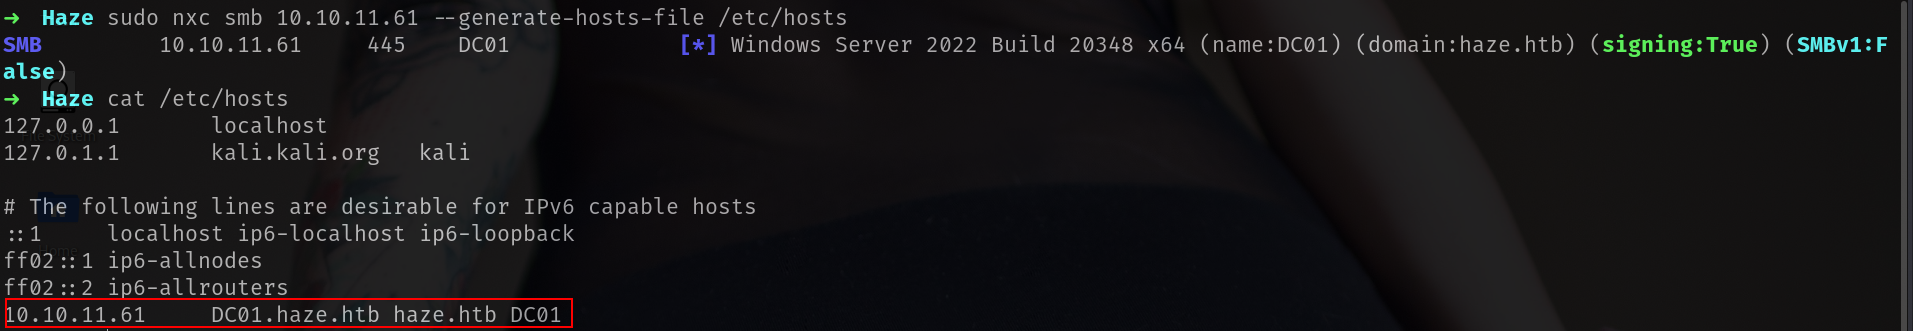 → Haze sudo nxc smb 10.10.11.61 --generate-hosts-file /etc/hosts
SMB 10.10.11.61 445 DC01 [*] Windows Server 2022 Build 20348 x64 (name:DC01) (domain:haze.htb) (signing:True) (SMBv1:F
alse)
→ Haze cat /etc/hosts
127.0.0.1 localhost
127.0.1.1 kali.kali.org kali
# The following lines are desirable for IPv6 capable hosts
::1 localhost ip6-localhost ip6-loopback
ff02::1 ip6-allnodes
ff02::2 ip6-allrouters
10.10.11.61 DC01.haze.htb haze.htb DC01